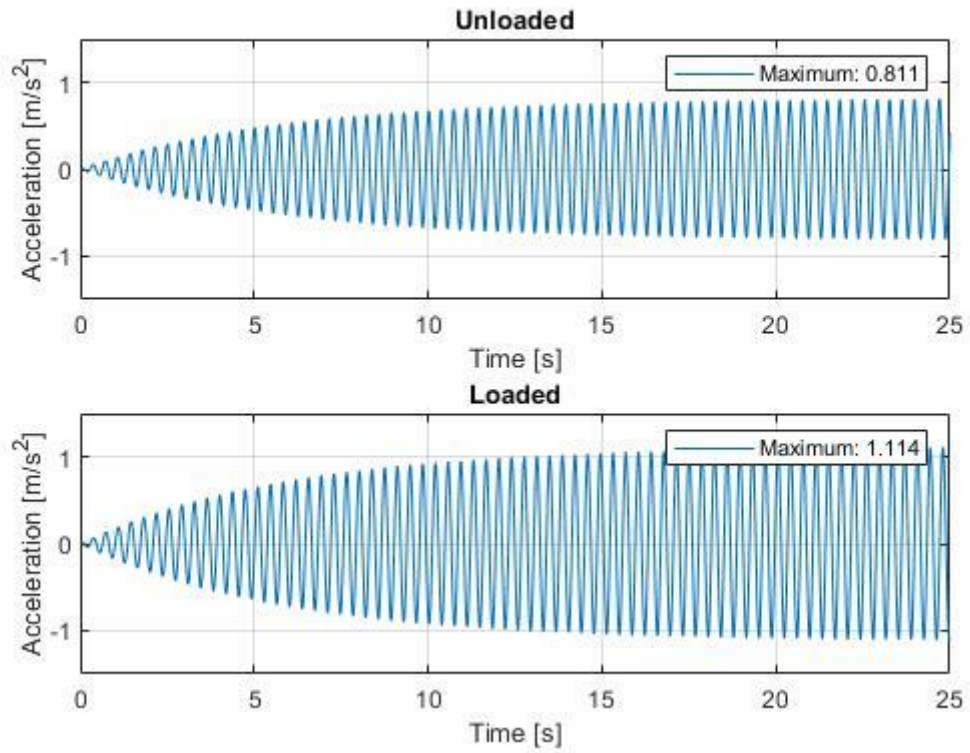 Unloaded
Maximum: 0.811
Acceleration [m/s²]
1
0
-1
0 5 10 15 20 25
Time [s]
Loaded
Maximum: 1.114
Acceleration [m/s²]
1
0
-1
0 5 10 15 20 25
Time [s]